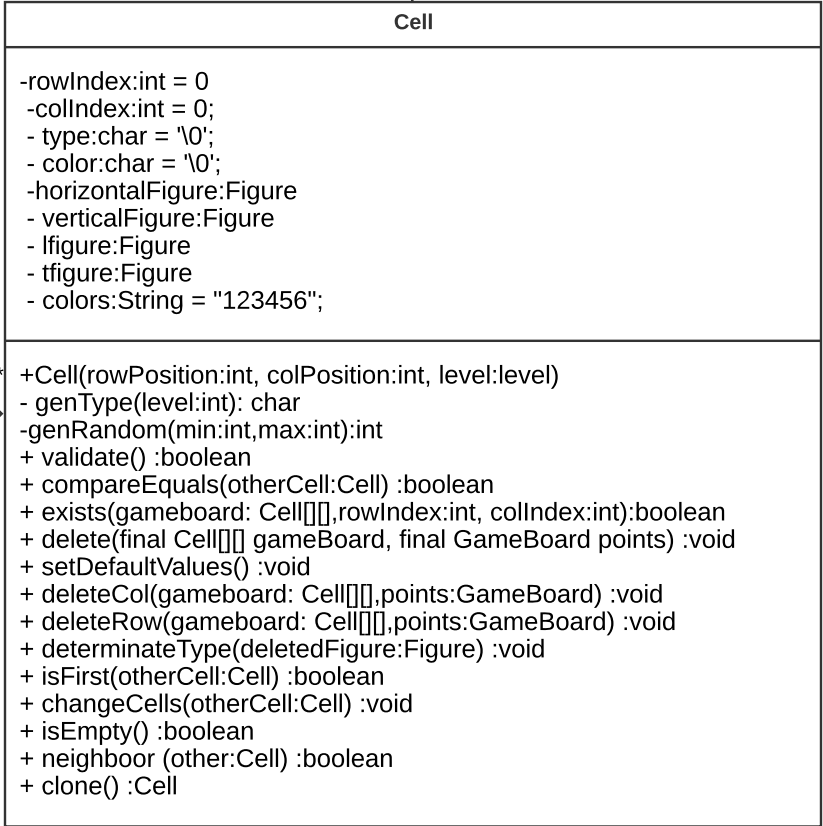 Cell
-rowIndex:int = 0
-colIndex:int = 0;
- type:char = '\0';
- color:char = '\0';
-horizontalFigure:Figure
- verticalFigure:Figure
- lfigure:Figure
- tfigure:Figure
- colors:String = "123456";
+Cell(rowPosition:int, colPosition:int, level:level)
- genType(level:int): char
-genRandom(min:int,max:int):int
+ validate() :boolean
+ compareEquals(otherCell:Cell) :boolean
+ exists(gameboard: Cell[][],rowIndex:int, colIndex:int):boolean
+ delete(final Cell[][] gameBoard, final GameBoard points) :void
+ setDefaultValues() :void
+ deleteCol(gameboard: Cell[][],points:GameBoard) :void
+ deleteRow(gameboard: Cell[][],points:GameBoard) :void
+ determinateType(deletedFigure:Figure) :void
+ isFirst(otherCell:Cell) :boolean
+ changeCells(otherCell:Cell) :void
+ isEmpty() :boolean
+ neighboor (other:Cell) :boolean
+ clone() :Cell